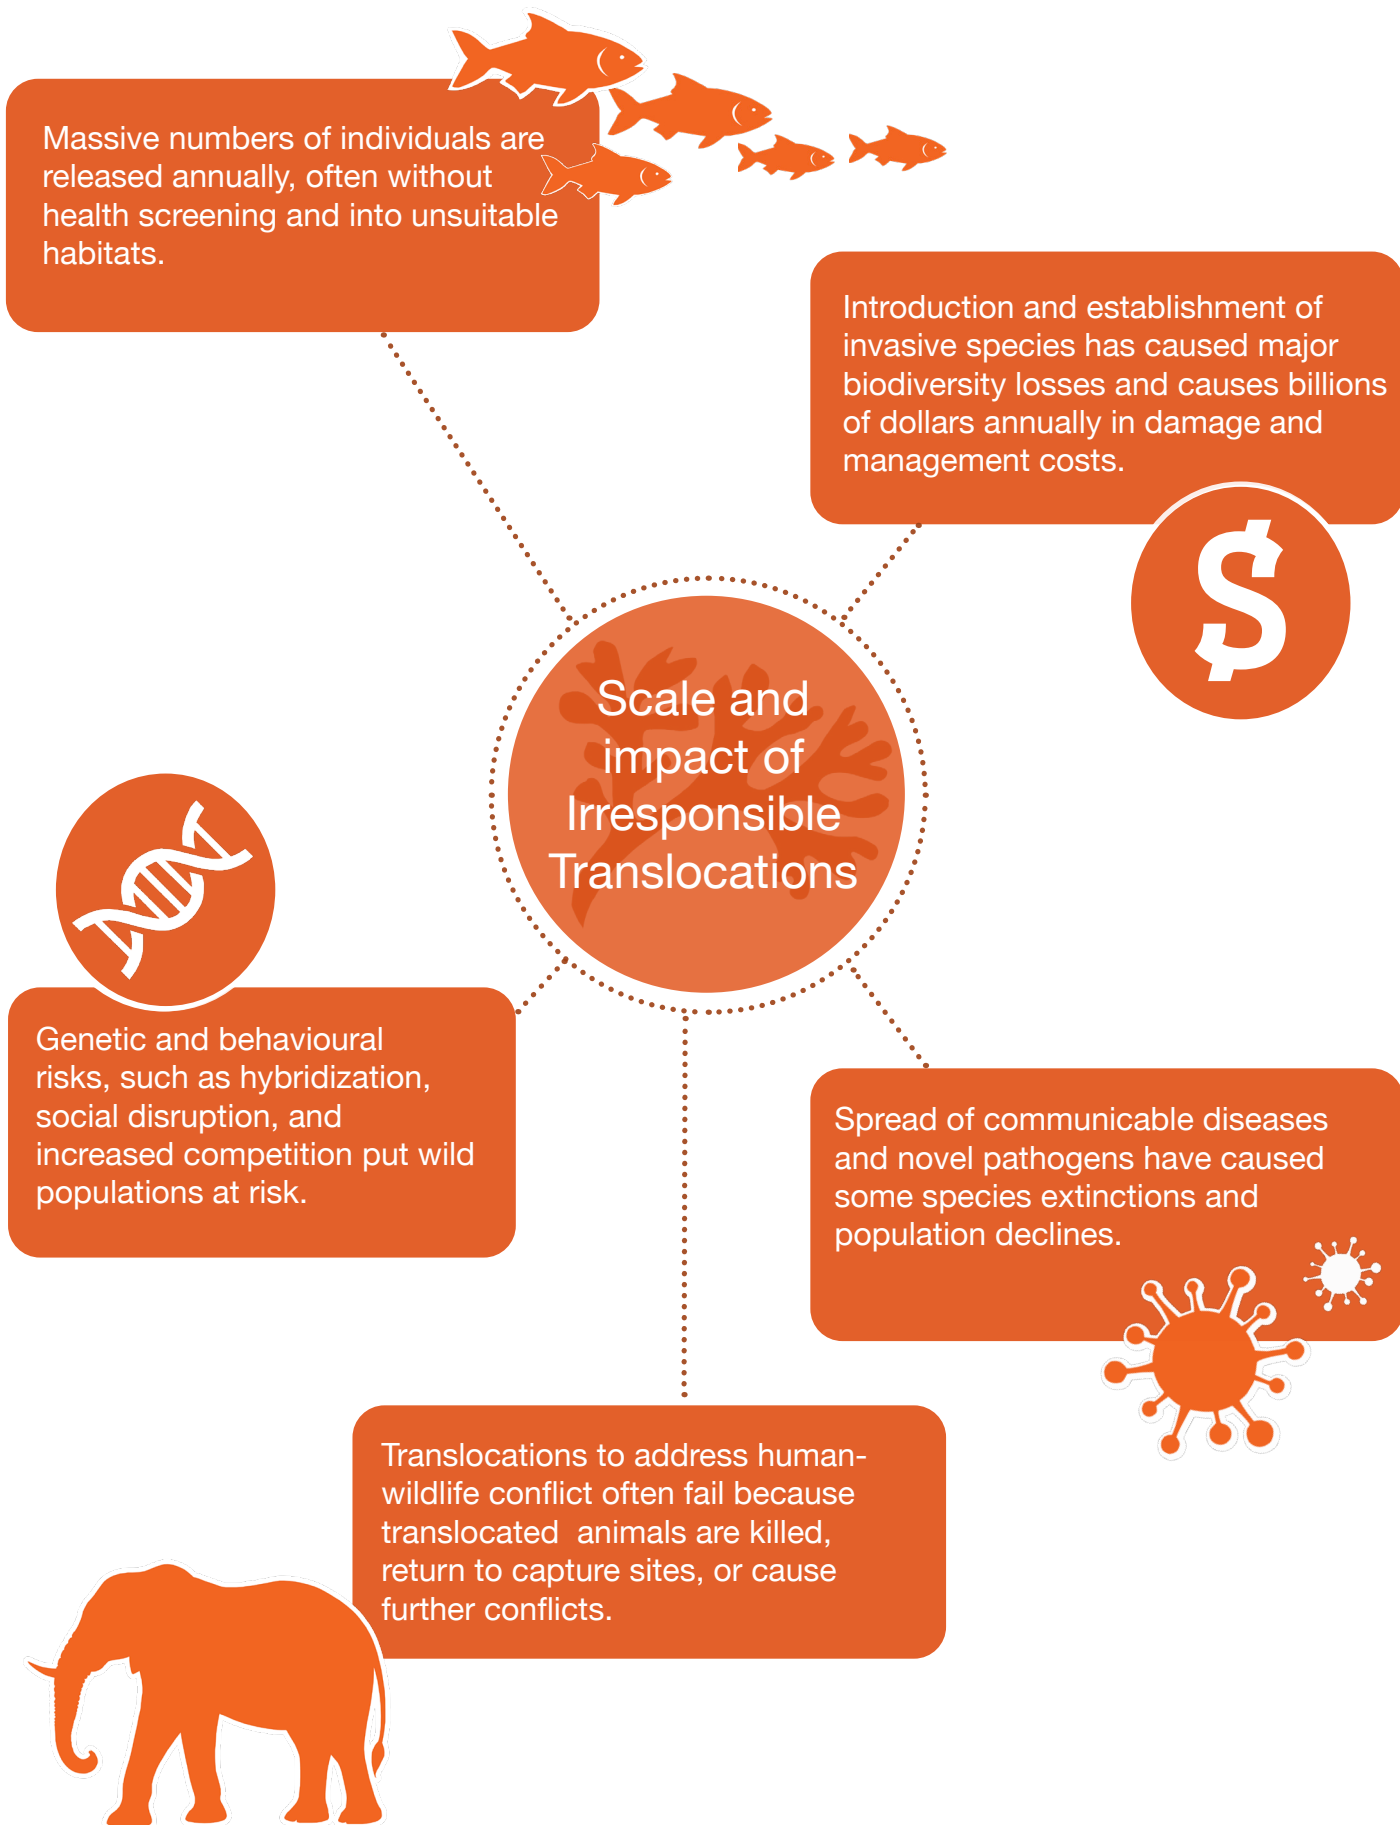 Massive numbers of individuals are
released annually, often without
health screening and into unsuitable
habitats.
Introduction and establishment of
invasive species has caused major
biodiversity losses and causes billions
of dollars annually in damage and
management costs.
$
Scale and
impact of
Irresponsible
Translocations
Genetic and behavioural
risks, such as hybridization,
social disruption, and
increased competition put wild
populations at risk.
Spread of communicable diseases
and novel pathogens have caused
some species extinctions and
population declines.
Translocations to address human-
wildlife conflict often fail because
translocated  animals are killed,
return to capture sites, or cause
further conflicts.